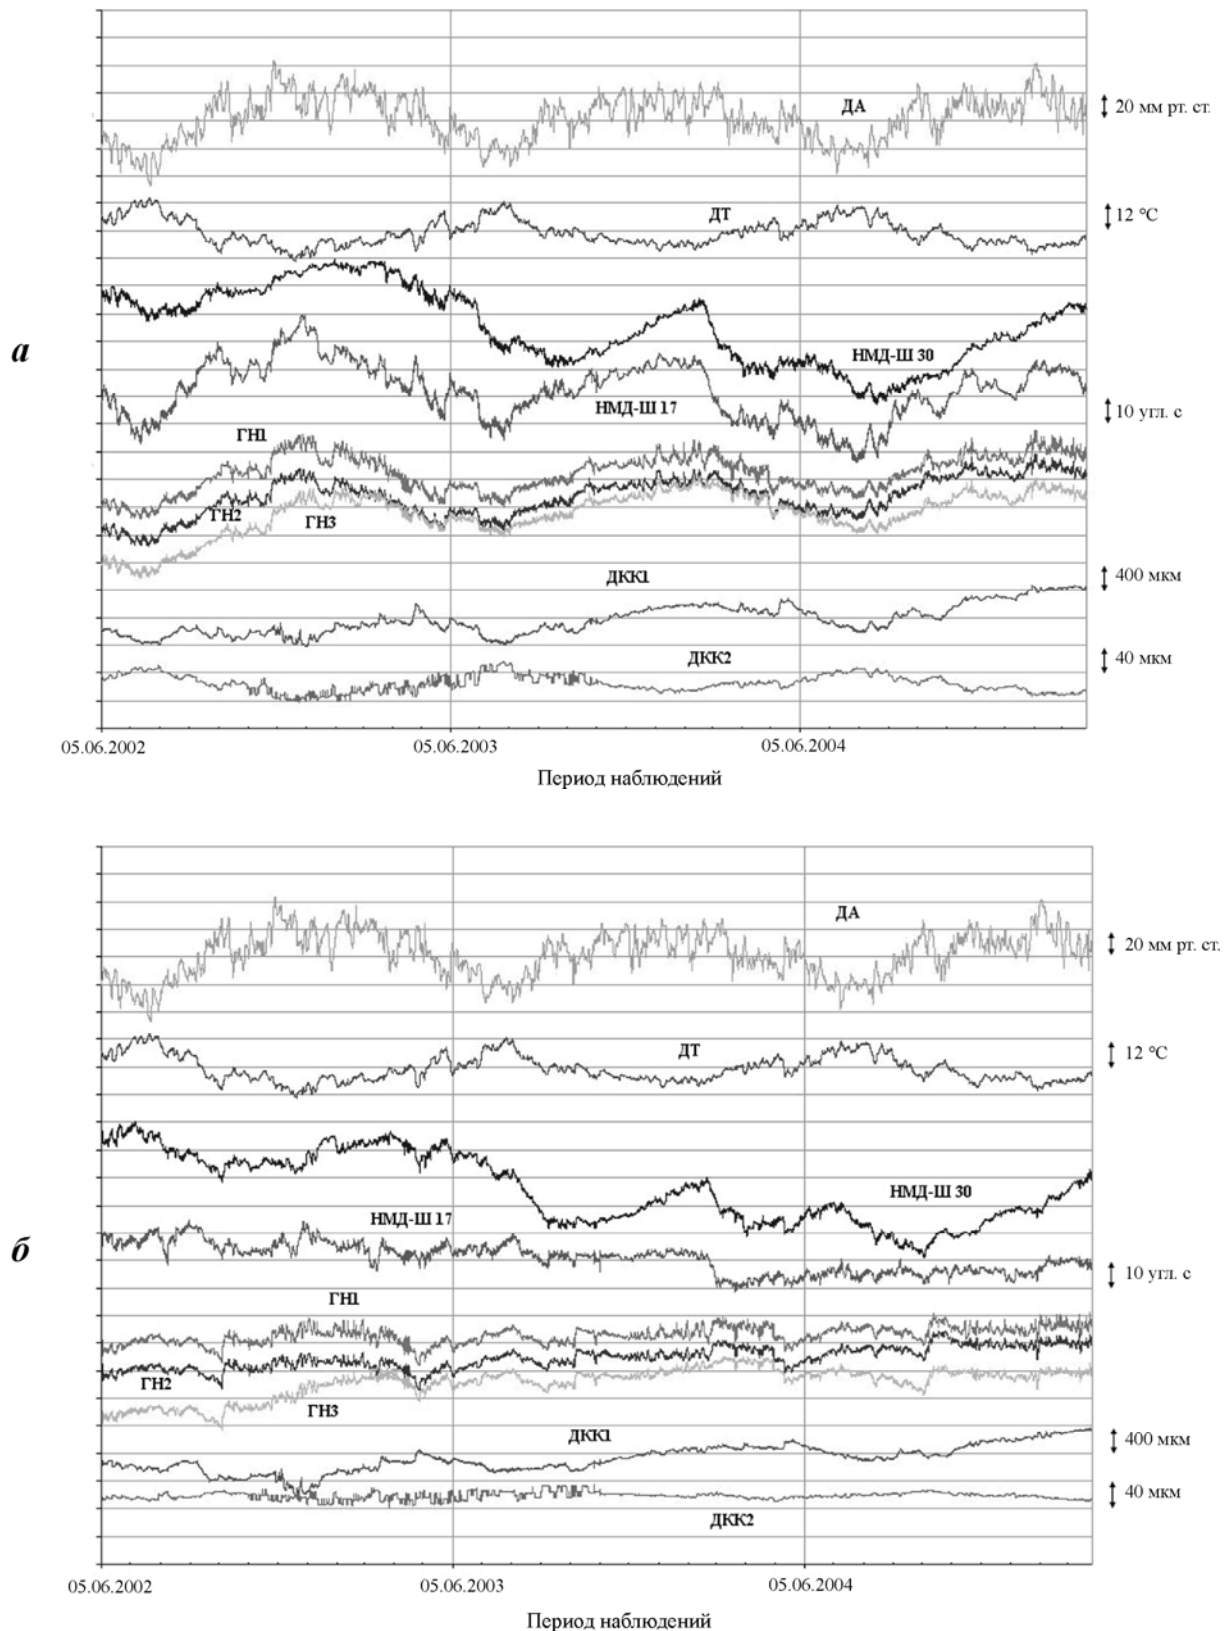 ДА
20 мм рт. ст.
ДТ
12 °С
а
НМД-Ш 30
НМД-Ш 17
10 угл. с
ГН1
ГН2
ГН3
ДКК1
400 мкм
ДКК2
40 мкм
05.06.2002
05.06.2003
05.06.2004
Период наблюдений
ДА
20 мм рт. ст.
ДТ
12 °С
НМД-Ш 30
НМД-Ш 17
б
10 угл. с
ГН1
ГН2
ГН3
ДКК1
400 мкм
40 мкм
ДКК2
05.06.2002
05.06.2003
05.06.2004
Период наблюдений